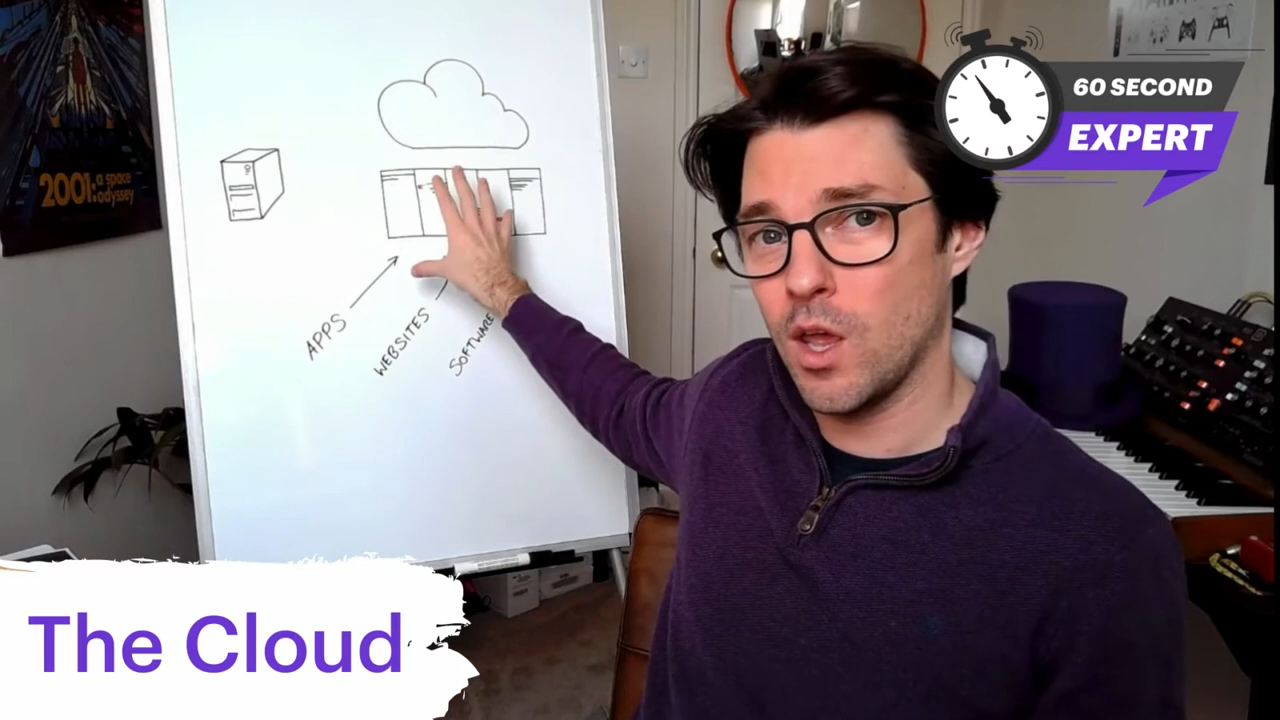 2001: a space
odyssey
60 SECOND
EXPERT
APPS
WEBSITES
SOFTWARE
The Cloud